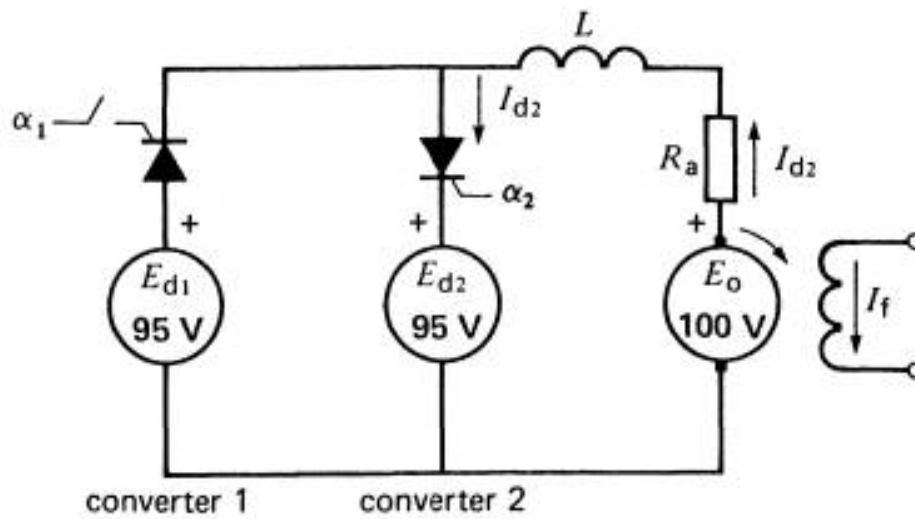 L
α1
Id2
Ra
Id2
α2
+
+
+
Ed1
95 V
Ed2
95 V
Eo
100 V
If
converter 1
converter 2